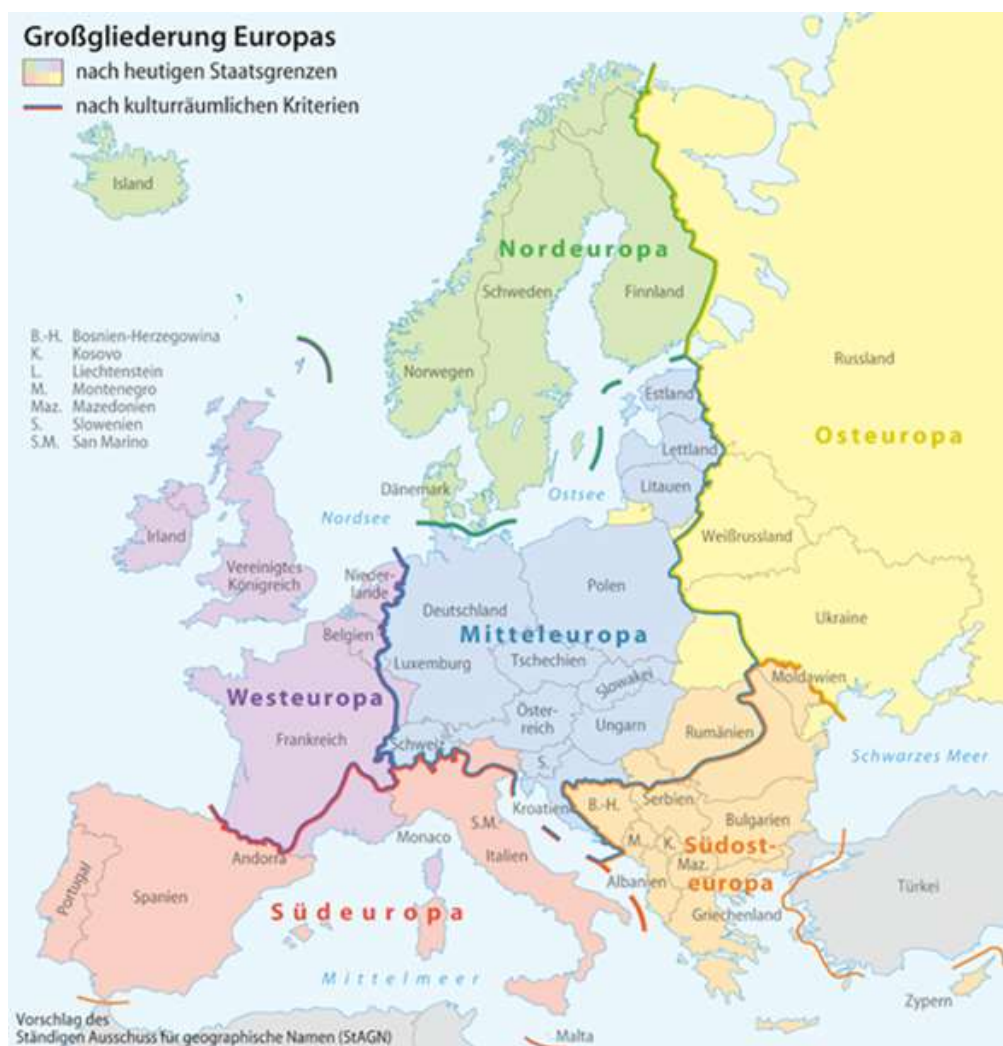 Großgliederung Europas
nach heutigen Staatsgrenzen
nach kulturräumlichen Kriterien
Island
Nordeuropa
Schweden
Finnland
B.-H. Bosnien-Herzegowina
K. Kosovo
L. Liechtenstein
M. Montenegro
Maz. Mazedonien
S. Slowenien
S.M. San Marino
Norwegen
Russland
Estland
Osteuropa
Lettland
Litauen
Dänemark
Ostsee
Nordsee
Irland
Vereinigtes
Königreich
Weißrussland
Nieder-
lande
Polen
Deutschland
Ukraine
Belgien
Mitteleuropa
Luxemburg
Tschechien
Slowakei
Moldawien
Westeuropa
Öster-
reich
Ungarn
Rumänien
Frankreich
Schweiz
Schwarzes Meer
S.
Kroatien
B.-H.
Serbien
S.M.
Bulgarien
Monaco
Andorra
Italien
M.
K.
Südost-
europa
Maz.
Albanien
Türkei
Portugal
Spanien
Südeuropa
Griechenland
Mittelmeer
Zypern
Vorschlag des
Ständigen Ausschuss für geographische Namen (StAGN)
Malta